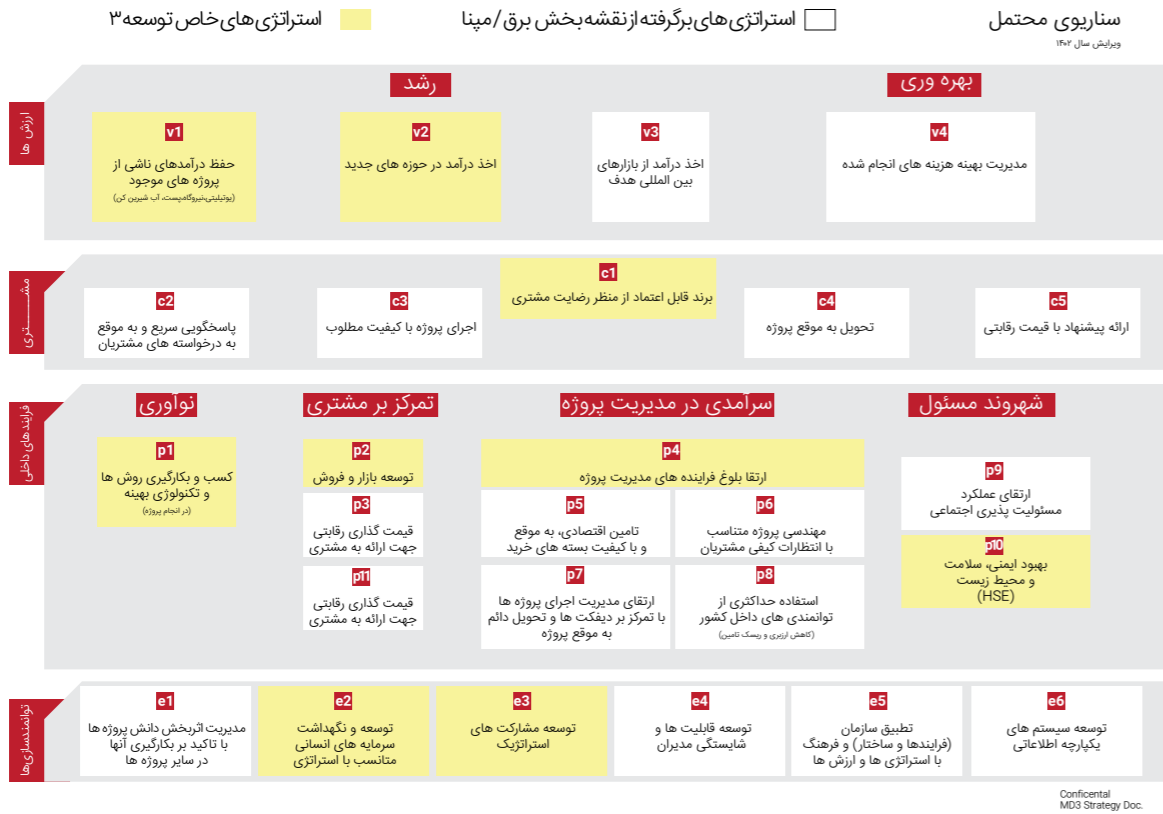 سناریوی محتمل
ویرایش سال ۱۴۰۲
استراتژی های برگرفته از نقشه بخش برق/مپنا
استراتژی های خاص توسعه ۳
ارزش ها
بهره وری
رشد
v4
مدیریت بهینه هزینه های انجام شده
v3
اخذ درآمد از بازارهای
بین المللی هدف
v2
اخذ درآمد در حوزه های جدید
v1
حفظ درآمدهای ناشی از
پروژه های موجود
(یوتیلیتی،نیروگاه،پست، آب شیرین کن)
مشــــــتری
c5
ارائه پیشنهاد با قیمت رقابتی
c4
تحویل به موقع پروژه
c1
برند قابل اعتماد از منظر رضایت مشتری
c3
اجرای پروژه با کیفیت مطلوب
c2
پاسخگویی سریع و به موقع
به درخواسته های مشتریان
فرایندهای داخلی
شهروند مسئول
سرآمدی در مدیریت پروژه
تمرکز بر مشتری
نوآوری
p9
ارتقای عملکرد
مسئولیت پذیری اجتماعی
p10
بهبود ایمنی، سلامت
و محیط زیست
(HSE)
p4
ارتقا بلوغ فراینده های مدیریت پروژه
p6
مهندسی پروژه متناسب
با انتظارات کیفی مشتریان
p5
تامین اقتصادی، به موقع
و با کیفیت بسته های خرید
p8
استفاده حداکثری از
توانمندی های داخل کشور
(کاهش ارزبری و ریسک تامین)
p7
ارتقای مدیریت اجرای پروژه ها
با تمرکز بر دیفکت ها و تحویل دائم
به موقع پروژه
p2
توسعه بازار و فروش
p3
قیمت گذاری رقابتی
جهت ارائه به مشتری
p11
قیمت گذاری رقابتی
جهت ارائه به مشتری
p1
کسب و بکارگیری روش ها
و تکنولوژی بهینه
(در انجام پروژه)
توانمندسازی‌ها
e6
توسعه سیستم های
یکپارچه اطلاعاتی
e5
تطبیق سازمان
(فرایندها و ساختار) و فرهنگ
با استراتژی ها و ارزش ها
e4
توسعه قابلیت ها و
شایستگی مدیران
e3
توسعه مشارکت های
استراتژیک
e2
توسعه و نگهداشت
سرمایه های انسانی
متانسب با استراتژی
e1
مدیریت اثربخش دانش پروژه ها
با تاکید بر بکارگیری آنها
در سایر پروژه ها
Conficental
MD3 Strategy Doc.